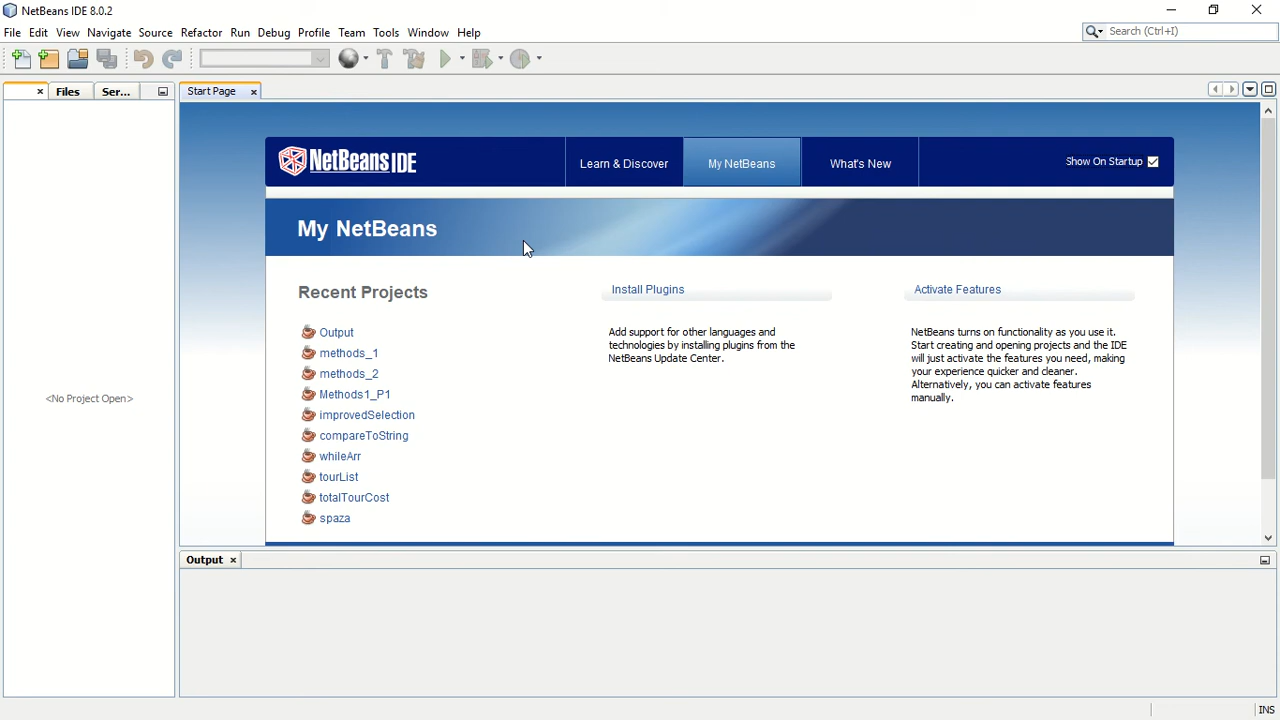 NetBeans IDE 8.0.2
File Edit View Navigate Source Refactor Run Debug Profile Team Tools Window Help
Search (Ctrl+I)
Files Ser...
Start Page
NetBeans IDE
Learn & Discover
My NetBeans
What's New
Show On Startup
My NetBeans
Recent Projects
Output
methods_1
methods_2
Methods1_P1
improvedSelection
compareToString
whileArr
tourList
totalTourCost
spaza
Install Plugins
Add support for other languages and
technologies by installing plugins from the
NetBeans Update Center.
Activate Features
NetBeans turns on functionality as you use it.
Start creating and opening projects and the IDE
will just activate the features you need, making
your experience quicker and cleaner.
Alternatively, you can activate features
manually.
<No Project Open>
Output
INS